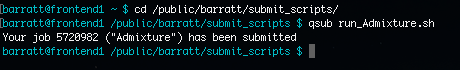 barratt@frontend1 ~ $ cd /public/barratt/submit_scripts/
barratt@frontend1 /public/barratt/submit_scripts $ qsub run_Admixture.sh
Your job 5720982 ("Admixture") has been submitted
barratt@frontend1 /public/barratt/submit_scripts $